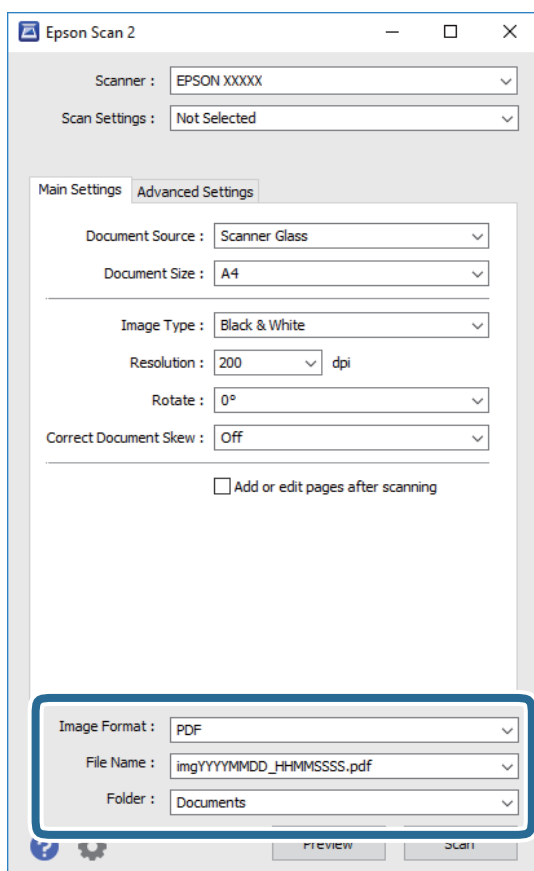 Epson Scan 2
Scanner : EPSON XXXXX
Scan Settings : Not Selected
Main Settings Advanced Settings
Document Source : Scanner Glass
Document Size : A4
Image Type : Black & White
Resolution : 200 dpi
Rotate : 0°
Correct Document Skew : Off
Add or edit pages after scanning
Image Format : PDF
File Name : imgYYYYMMDD_HHMMSSSS.pdf
Folder : Documents
? Preview Scan